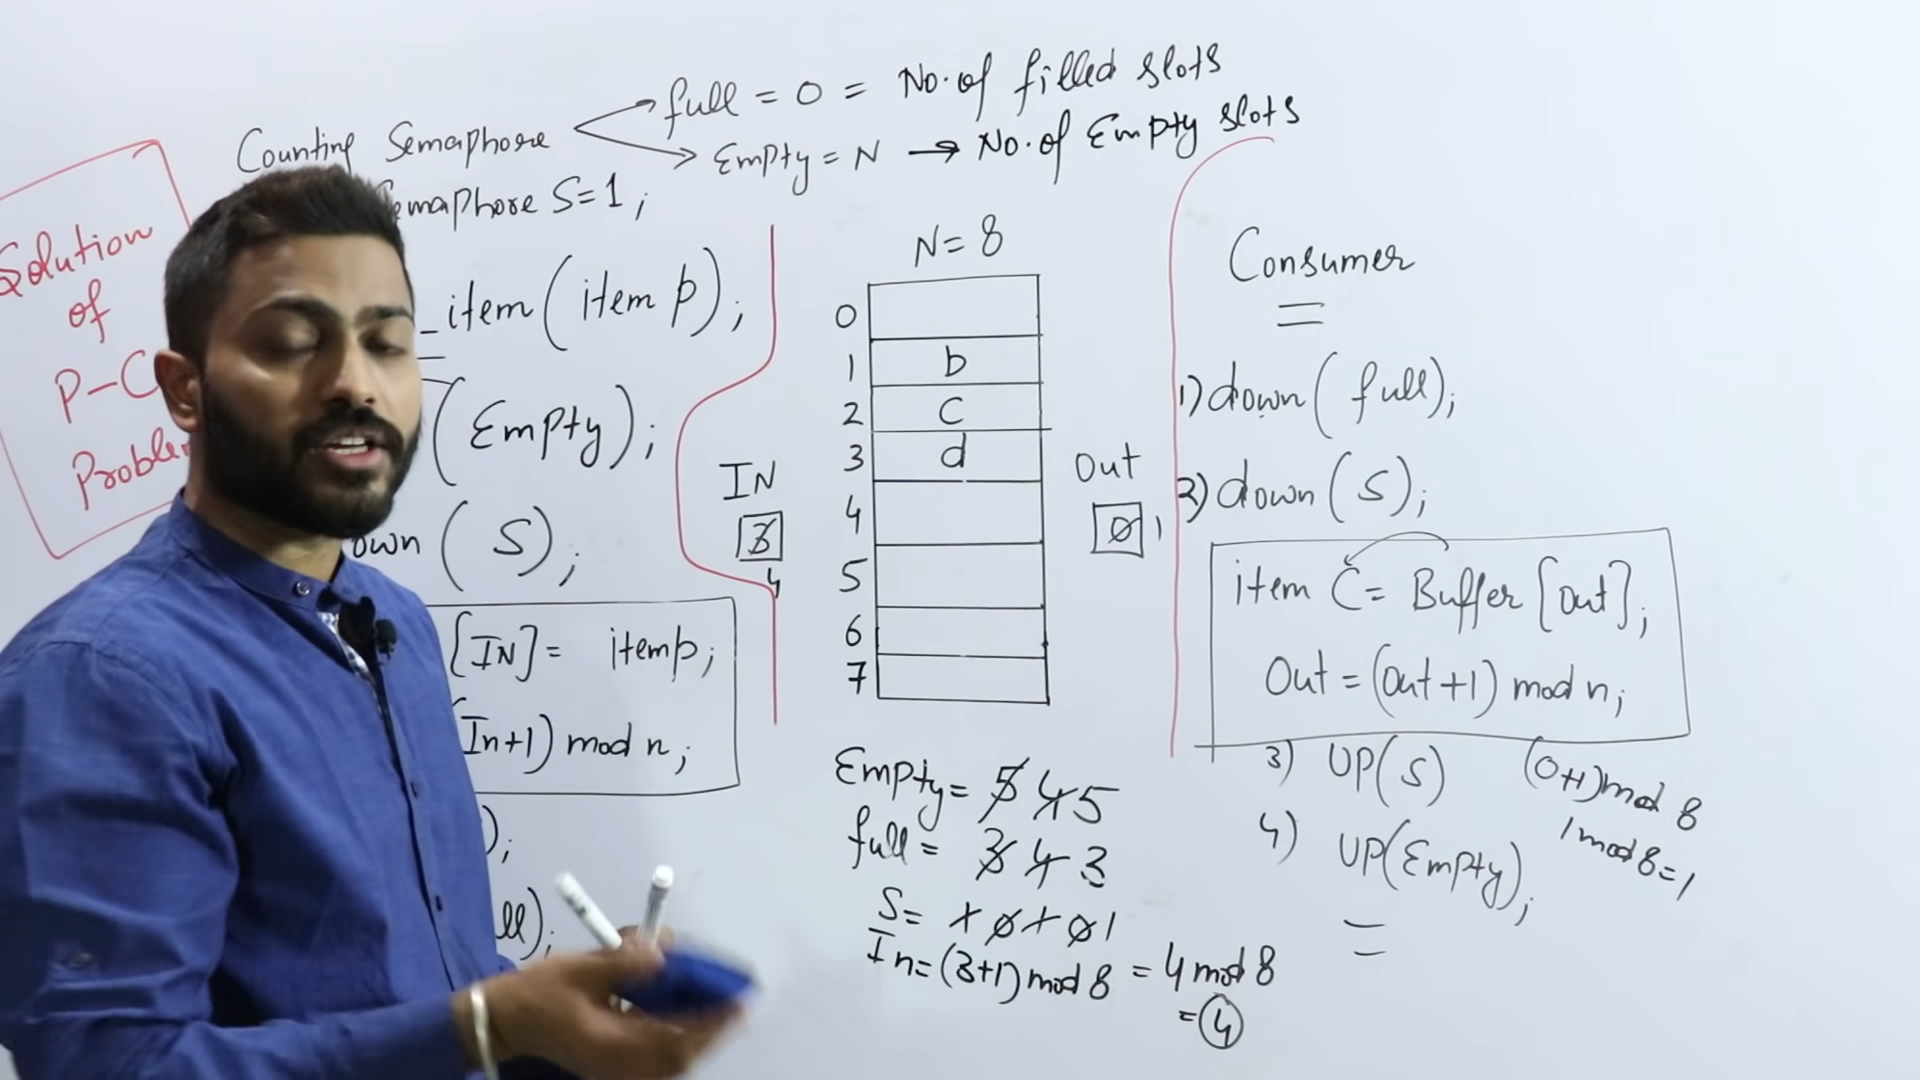 full = 0 = No. of filled slots
Counting Semaphore
Empty = N → No. of Empty slots
Semaphore S=1;
Solution
of
P-C
Problem
_item(item p);
(Empty);
own (S);
[IN]= itemp;
In+1) mod n;
);
ll);
N=8
0
1 b
2 C
3 d
4
5
6
7
IN
3
4
Out
0 1
Empty= 5 4 5
full= 3 4 3
S= 1 0 1 0 1
In=(3+1) mod 8 = 4 mod 8
=4
Consumer
1) down(full);
2) down(S);
item C= Buffer[out];
Out=(out+1) mod n;
3) UP(S)
4) UP(Empty);
(0+1)mod 8
1 mod 8=1